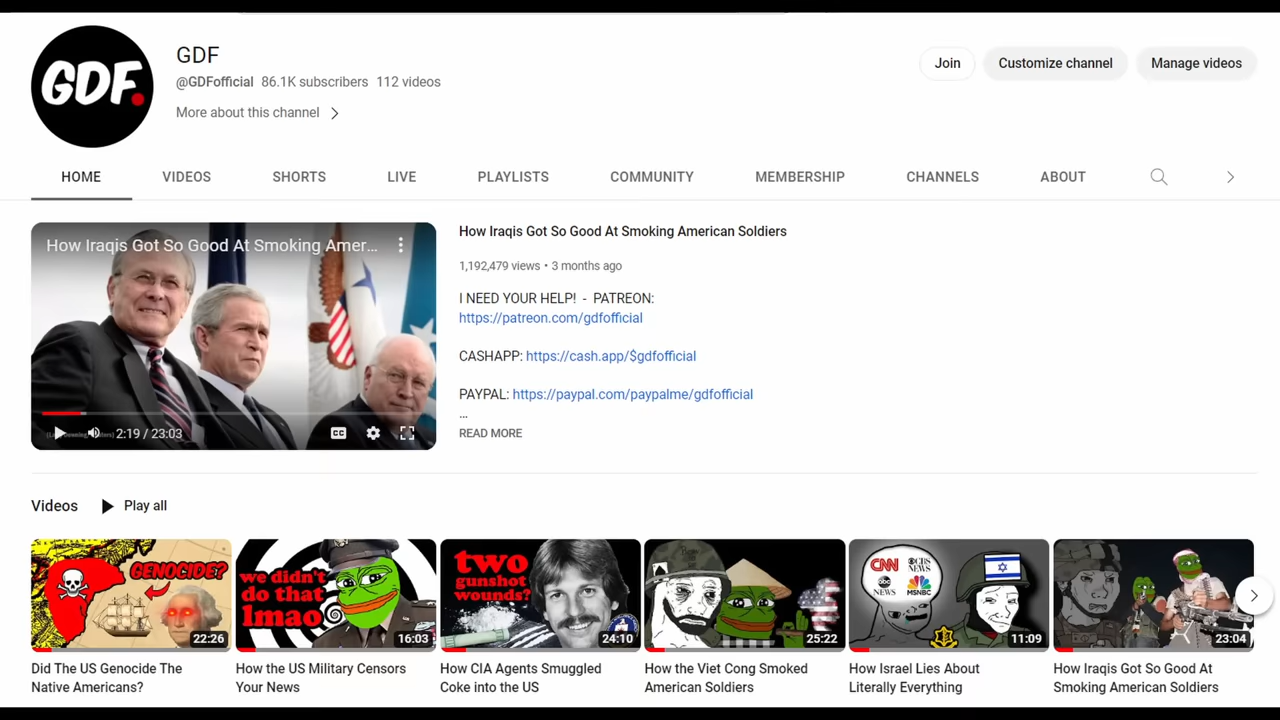 GDF.
GDF
@GDFofficial 86.1K subscribers 112 videos
More about this channel
Join
Customize channel
Manage videos
HOME
VIDEOS
SHORTS
LIVE
PLAYLISTS
COMMUNITY
MEMBERSHIP
CHANNELS
ABOUT
How Iraqis Got So Good At Smoking Amer...
CC
2:19 / 23:03
How Iraqis Got So Good At Smoking American Soldiers
1,192,479 views • 3 months ago
I NEED YOUR HELP!  -  PATREON:
https://patreon.com/gdfofficial
CASHAPP: https://cash.app/$gdfofficial
PAYPAL: https://paypal.com/paypalme/gdfofficial
...
READ MORE
Videos
Play all
GENOCIDE?
22:26
Did The US Genocide The
Native Americans?
we didn't
do that
lmao
16:03
How the US Military Censors
Your News
two
gunshot
wounds?
24:10
How CIA Agents Smuggled
Coke into the US
25:22
How the Viet Cong Smoked
American Soldiers
CNN
CBS
NEWS
abc
NEWS
MSNBC
11:09
How Israel Lies About
Literally Everything
23:04
How Iraqis Got So Good At
Smoking American Soldiers